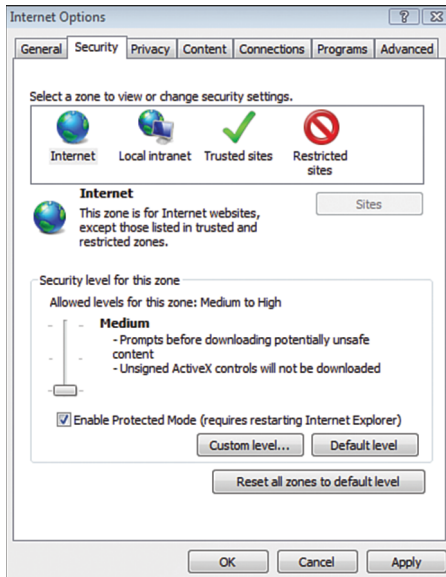 Internet Options
General Security Privacy Content Connections Programs Advanced
Select a zone to view or change security settings.
Internet Local intranet Trusted sites Restricted
sites
Internet
Sites
This zone is for Internet websites,
except those listed in trusted and
restricted zones.
Security level for this zone
Allowed levels for this zone: Medium to High
Medium
- Prompts before downloading potentially unsafe
content
- Unsigned ActiveX controls will not be downloaded
Enable Protected Mode (requires restarting Internet Explorer)
Custom level... Default level
Reset all zones to default level
OK Cancel Apply